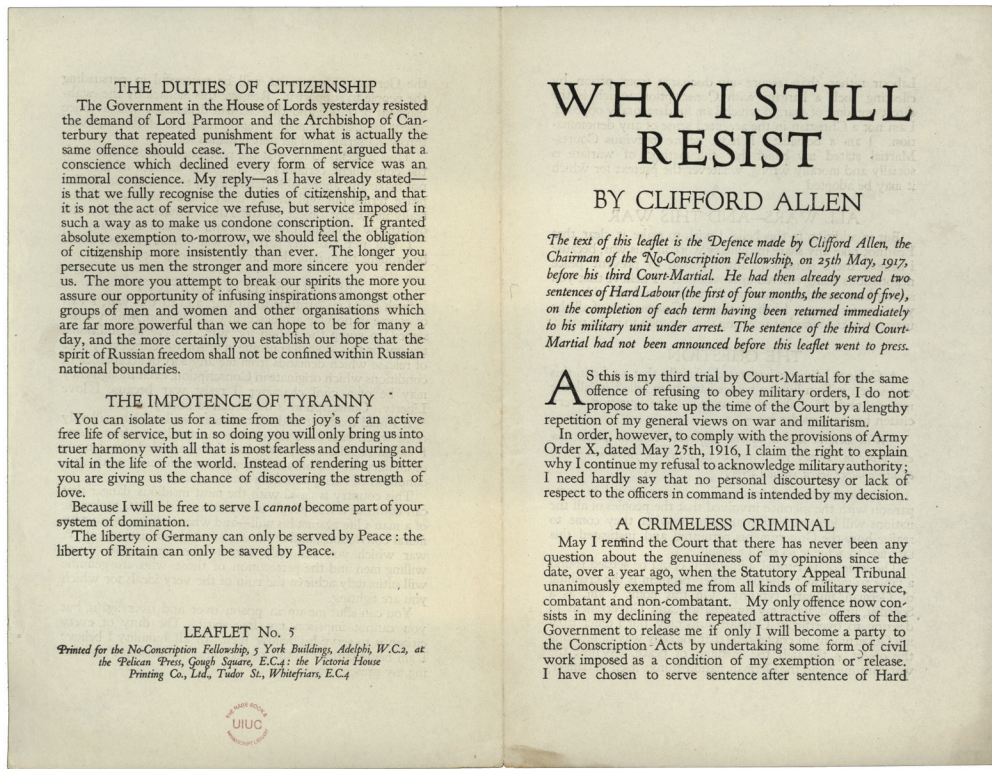 THE DUTIES OF CITIZENSHIP
The Government in the House of Lords yesterday resisted
the demand of Lord Parmoor and the Archbishop of Can-
terbury that repeated punishment for what is actually the
same offence should cease. The Government argued that a
conscience which declined every form of service was an
immoral conscience. My reply—as I have already stated—
is that we fully recognise the duties of citizenship, and that
it is not the act of service we refuse, but service imposed in
such a way as to make us condone conscription. If granted
absolute exemption to-morrow, we should feel the obligation
of citizenship more insistently than ever. The longer you
persecute us men the stronger and more sincere you render
us. The more you attempt to break our spirits the more you
assure our opportunity of infusing inspirations amongst other
groups of men and women and other organisations which
are far more powerful than we can hope to be for many a
day, and the more certainly you establish our hope that the
spirit of Russian freedom shall not be confined within Russian
national boundaries.
THE IMPOTENCE OF TYRANNY
You can isolate us for a time from the joy's of an active
free life of service, but in so doing you will only bring us into
truer harmony with all that is most fearless and enduring and
vital in the life of the world. Instead of rendering us bitter
you are giving us the chance of discovering the strength of
love.
Because I will be free to serve I cannot become part of your
system of domination.
The liberty of Germany can only be served by Peace : the
liberty of Britain can only be saved by Peace.
LEAFLET No. 5
Printed for the No-Conscription Fellowship, 5 York Buildings, Adelphi, W.C.2, at
the Pelican Press, Gough Square, E.C.4 : the Victoria House
Printing Co., Ltd., Tudor St., Whitefriars, E.C.4
THE RARE BOOK &
UIUC
MANUSCRIPT LIBRARY
WHY I STILL
RESIST
BY CLIFFORD ALLEN
The text of this leaflet is the Defence made by Clifford Allen, the
Chairman of the No-Conscription Fellowship, on 25th May, 1917,
before his third Court-Martial. He had then already served two
sentences of Hard Labour (the first of four months, the second of five),
on the completion of each term having been returned immediately
to his military unit under arrest. The sentence of the third Court-
Martial had not been announced before this leaflet went to press.
AS this is my third trial by Court-Martial for the same
offence of refusing to obey military orders, I do not
propose to take up the time of the Court by a lengthy
repetition of my general views on war and militarism.
In order, however, to comply with the provisions of Army
Order X, dated May 25th, 1916, I claim the right to explain
why I continue my refusal to acknowledge military authority ;
I need hardly say that no personal discourtesy or lack of
respect to the officers in command is intended by my decision.
A CRIMELESS CRIMINAL
May I remind the Court that there has never been any
question about the genuineness of my opinions since the
date, over a year ago, when the Statutory Appeal Tribunal
unanimously exempted me from all kinds of military service,
combatant and non-combatant. My only offence now con-
sists in my declining the repeated attractive offers of the
Government to release me if only I will become a party to
the Conscription Acts by undertaking some form of civil
work imposed as a condition of my exemption or release.
I have chosen to serve sentence after sentence of Hard